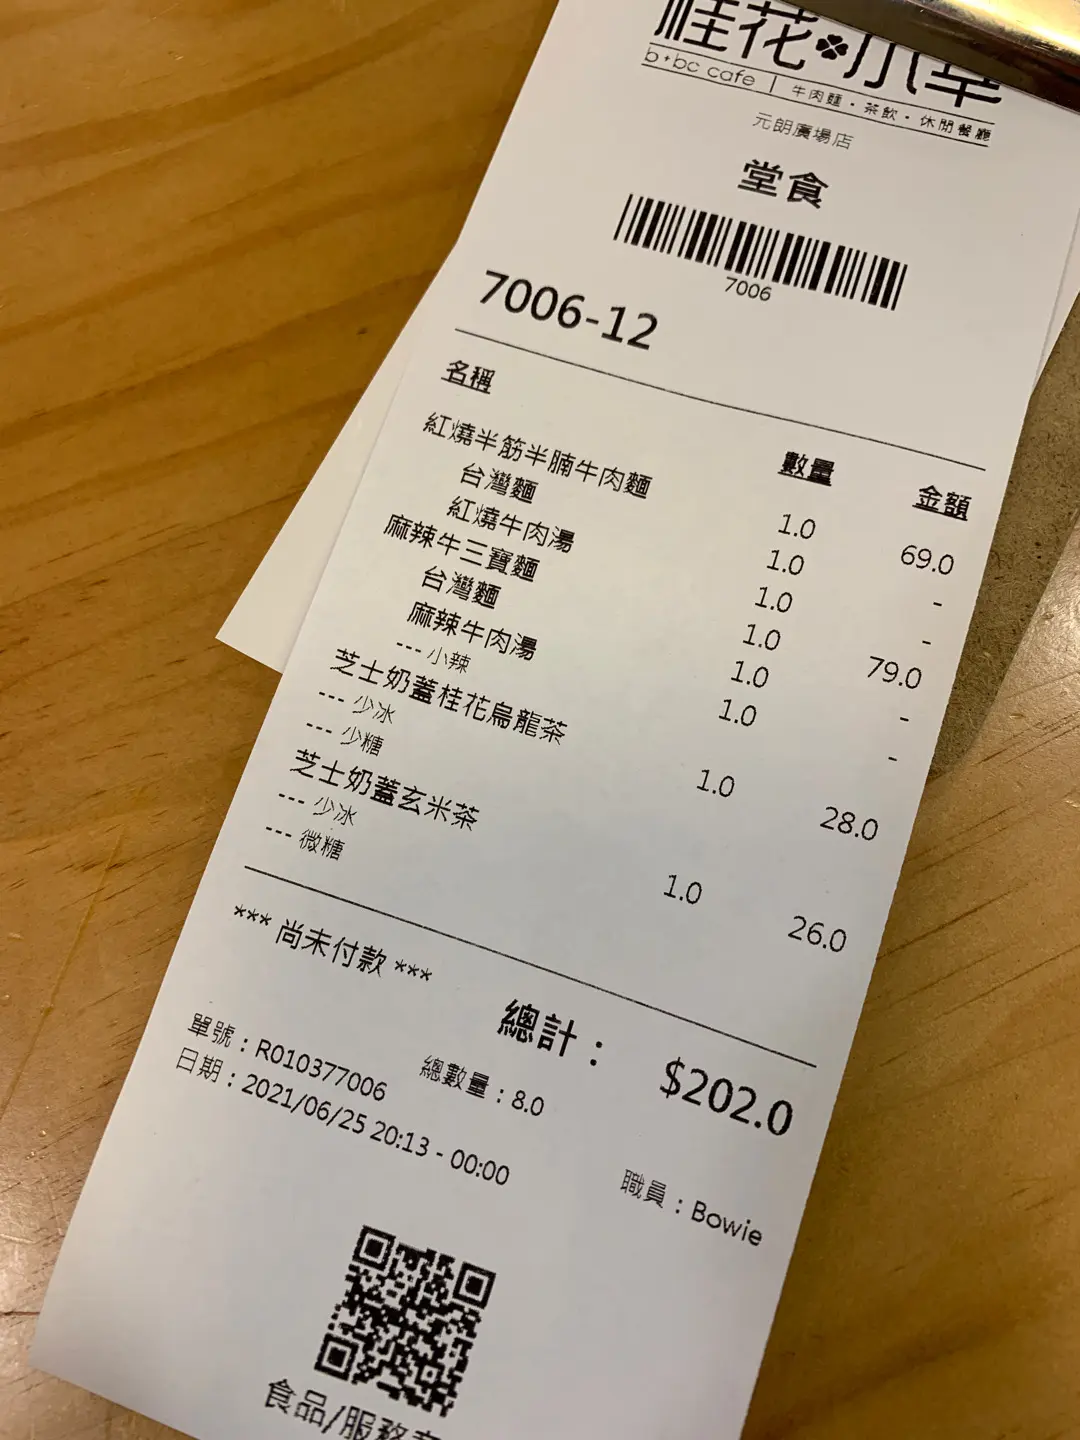 桂花小幸
b+bc cafe | 牛肉麵・茶飲・休閒餐廳
元朗廣場店
堂食
7006
7006-12
名稱 數量 金額
紅燒半筋半腩牛肉麵 1.0 69.0
台灣麵 1.0 -
紅燒牛肉湯 1.0 -
麻辣牛三寶麵 1.0 79.0
台灣麵 1.0 -
麻辣牛肉湯 1.0 -
--- 小辣
芝士奶蓋桂花烏龍茶 1.0 28.0
--- 少冰
--- 少糖
芝士奶蓋玄米茶 1.0 26.0
--- 少冰
--- 微糖
*** 尚未付款 ***
總計： $202.0
總數量：8.0
單號：R010377006
日期：2021/06/25 20:13 - 00:00
職員：Bowie
食品/服務